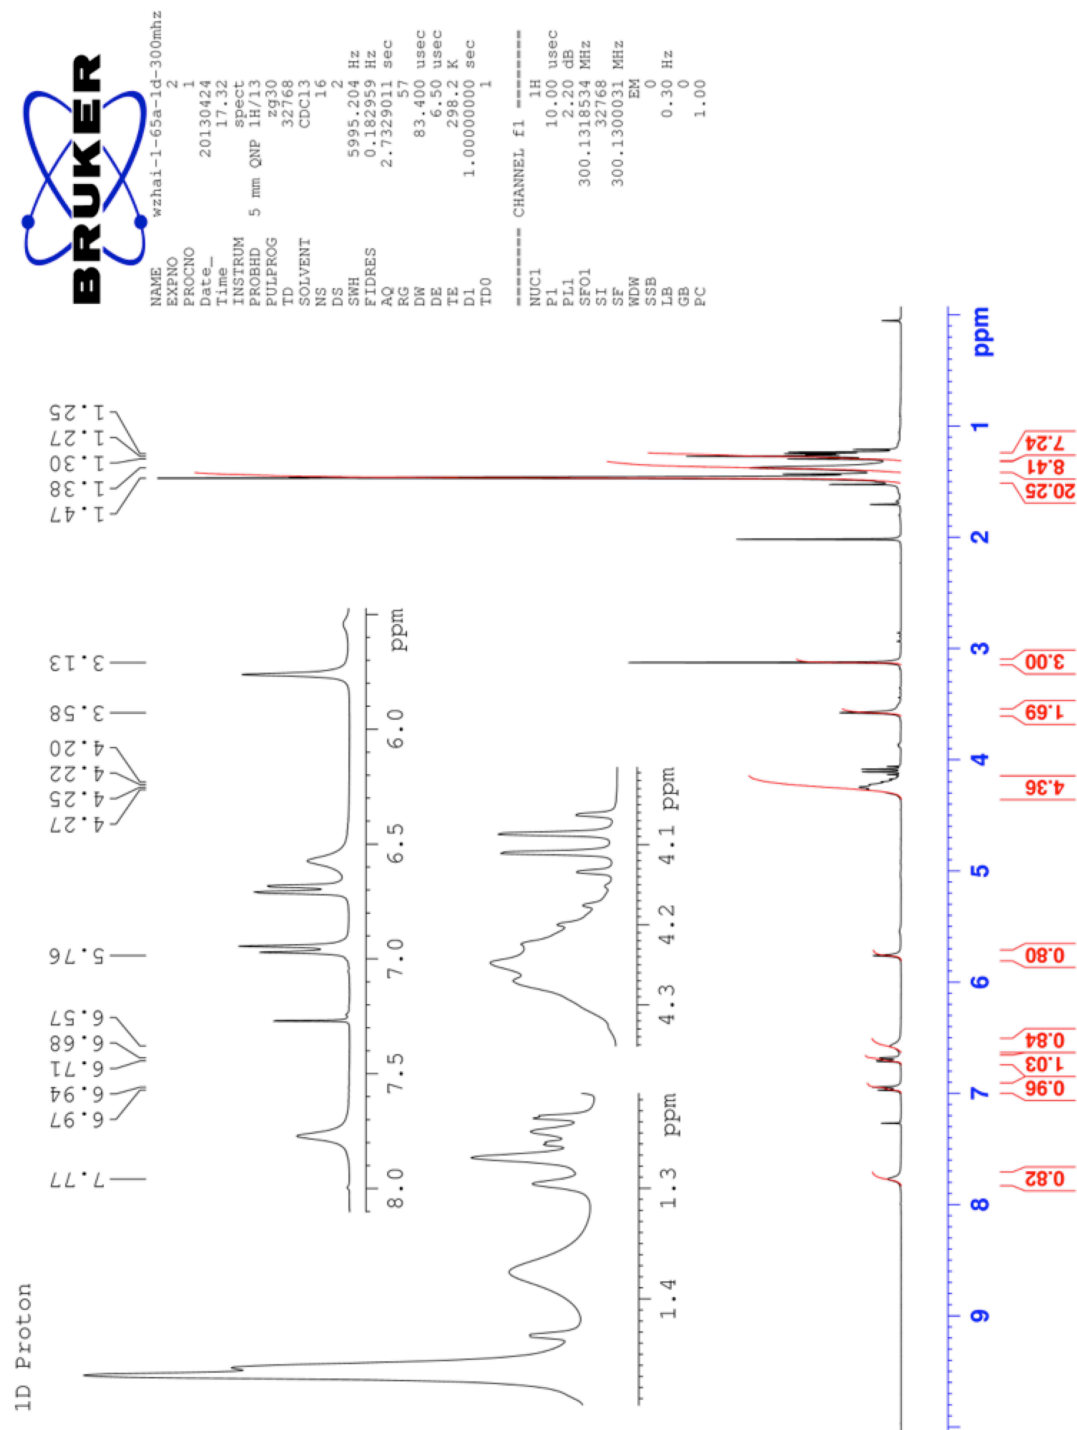 1D Proton
BRUKER
NAME wzhai-1-65a-1d-300mhz
EXPNO 2
PROCNO 1
Date_ 20130424
Time 17.32
INSTRUM spect
PROBHD 5 mm QNP 1H/13
PULPROG zg30
TD 32768
SOLVENT CDCl3
NS 16
DS 2
SWH 5995.204 Hz
FIDRES 0.182959 Hz
AQ 2.7329011 sec
RG 57
DW 83.400 usec
DE 6.50 usec
TE 298.2 K
D1 1.00000000 sec
TD0 1
======== CHANNEL f1 ========
NUC1 1H
P1 10.00 usec
PL1 2.20 dB
SFO1 300.1318534 MHz
SI 32768
SF 300.1300031 MHz
WDW EM
SSB 0
LB 0.30 Hz
GB 0
PC 1.00
7.77
6.97
6.94
6.71
6.68
6.57
5.76
4.27
4.25
4.22
4.20
3.58
3.13
1.47
1.38
1.30
1.27
1.25
8.0 7.5 7.0 6.5 6.0 ppm
1.4 1.3 ppm
4.3 4.2 4.1 ppm
9 8 7 6 5 4 3 2 1 ppm
0.82
0.96
1.03
0.84
0.80
4.36
1.69
3.00
20.25
8.41
7.24